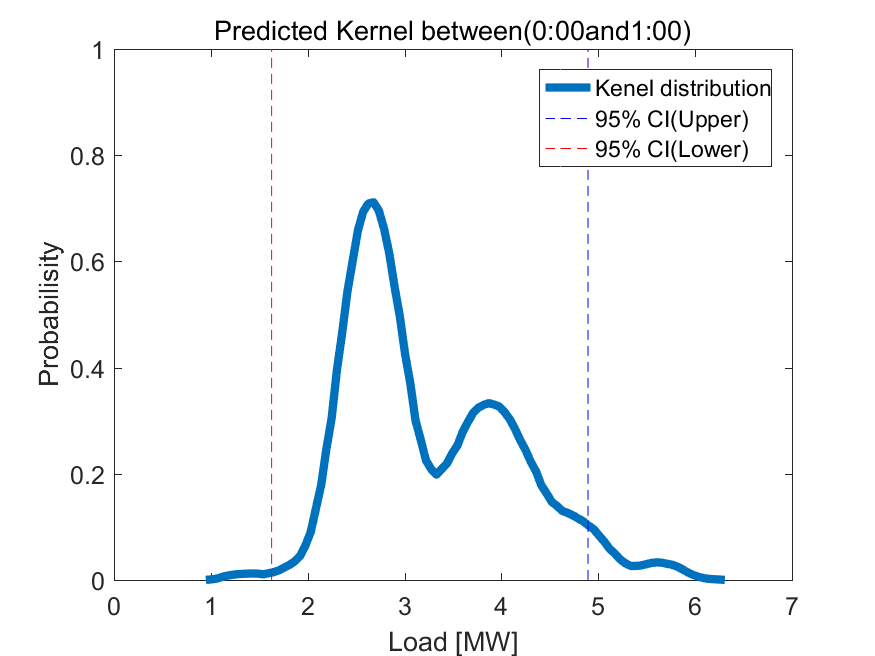 Predicted Kernel between(0:00and1:00)
1
0.8
0.6
0.4
0.2
0
Probabilisity
Kenel distribution
95% CI(Upper)
95% CI(Lower)
0 1 2 3 4 5 6 7
Load [MW]